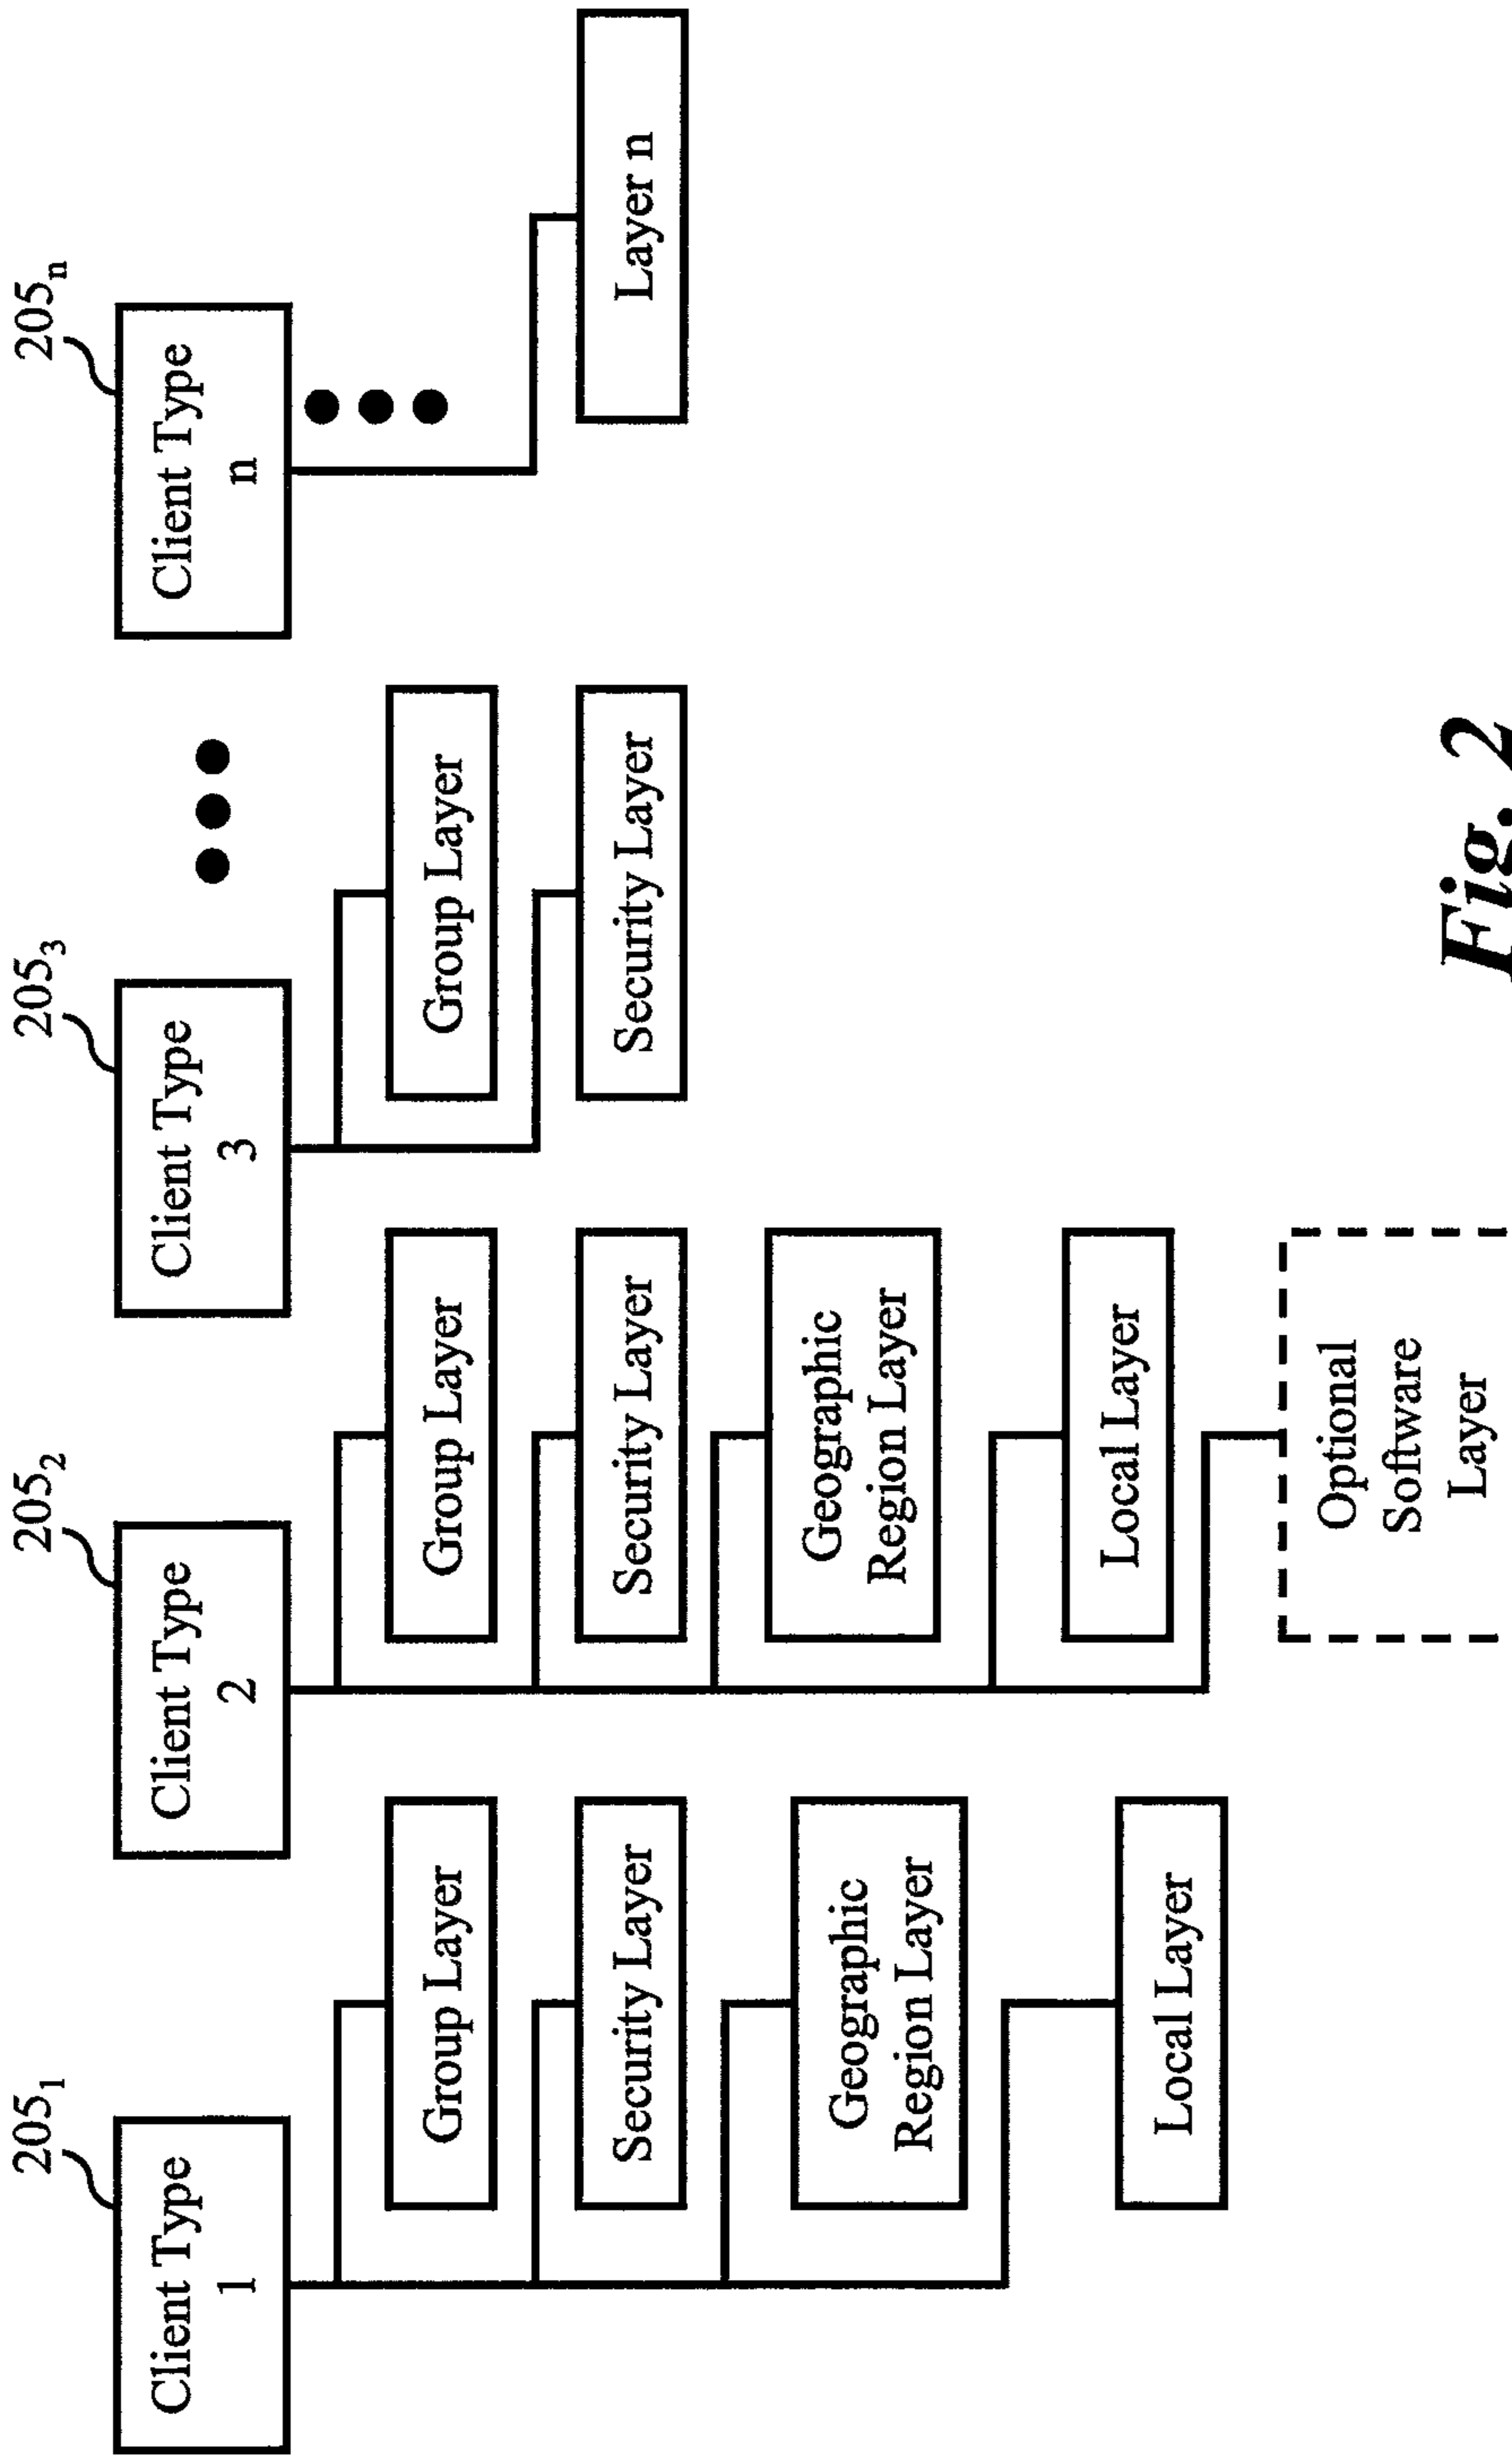 205₁
Client Type
1
Group Layer
Security Layer
Geographic
Region Layer
Local Layer
205₂
Client Type
2
Group Layer
Security Layer
Geographic
Region Layer
Local Layer
Optional
Software
Layer
205₃
Client Type
3
Group Layer
Security Layer
205ₙ
Client Type
n
Layer n
Fig. 2